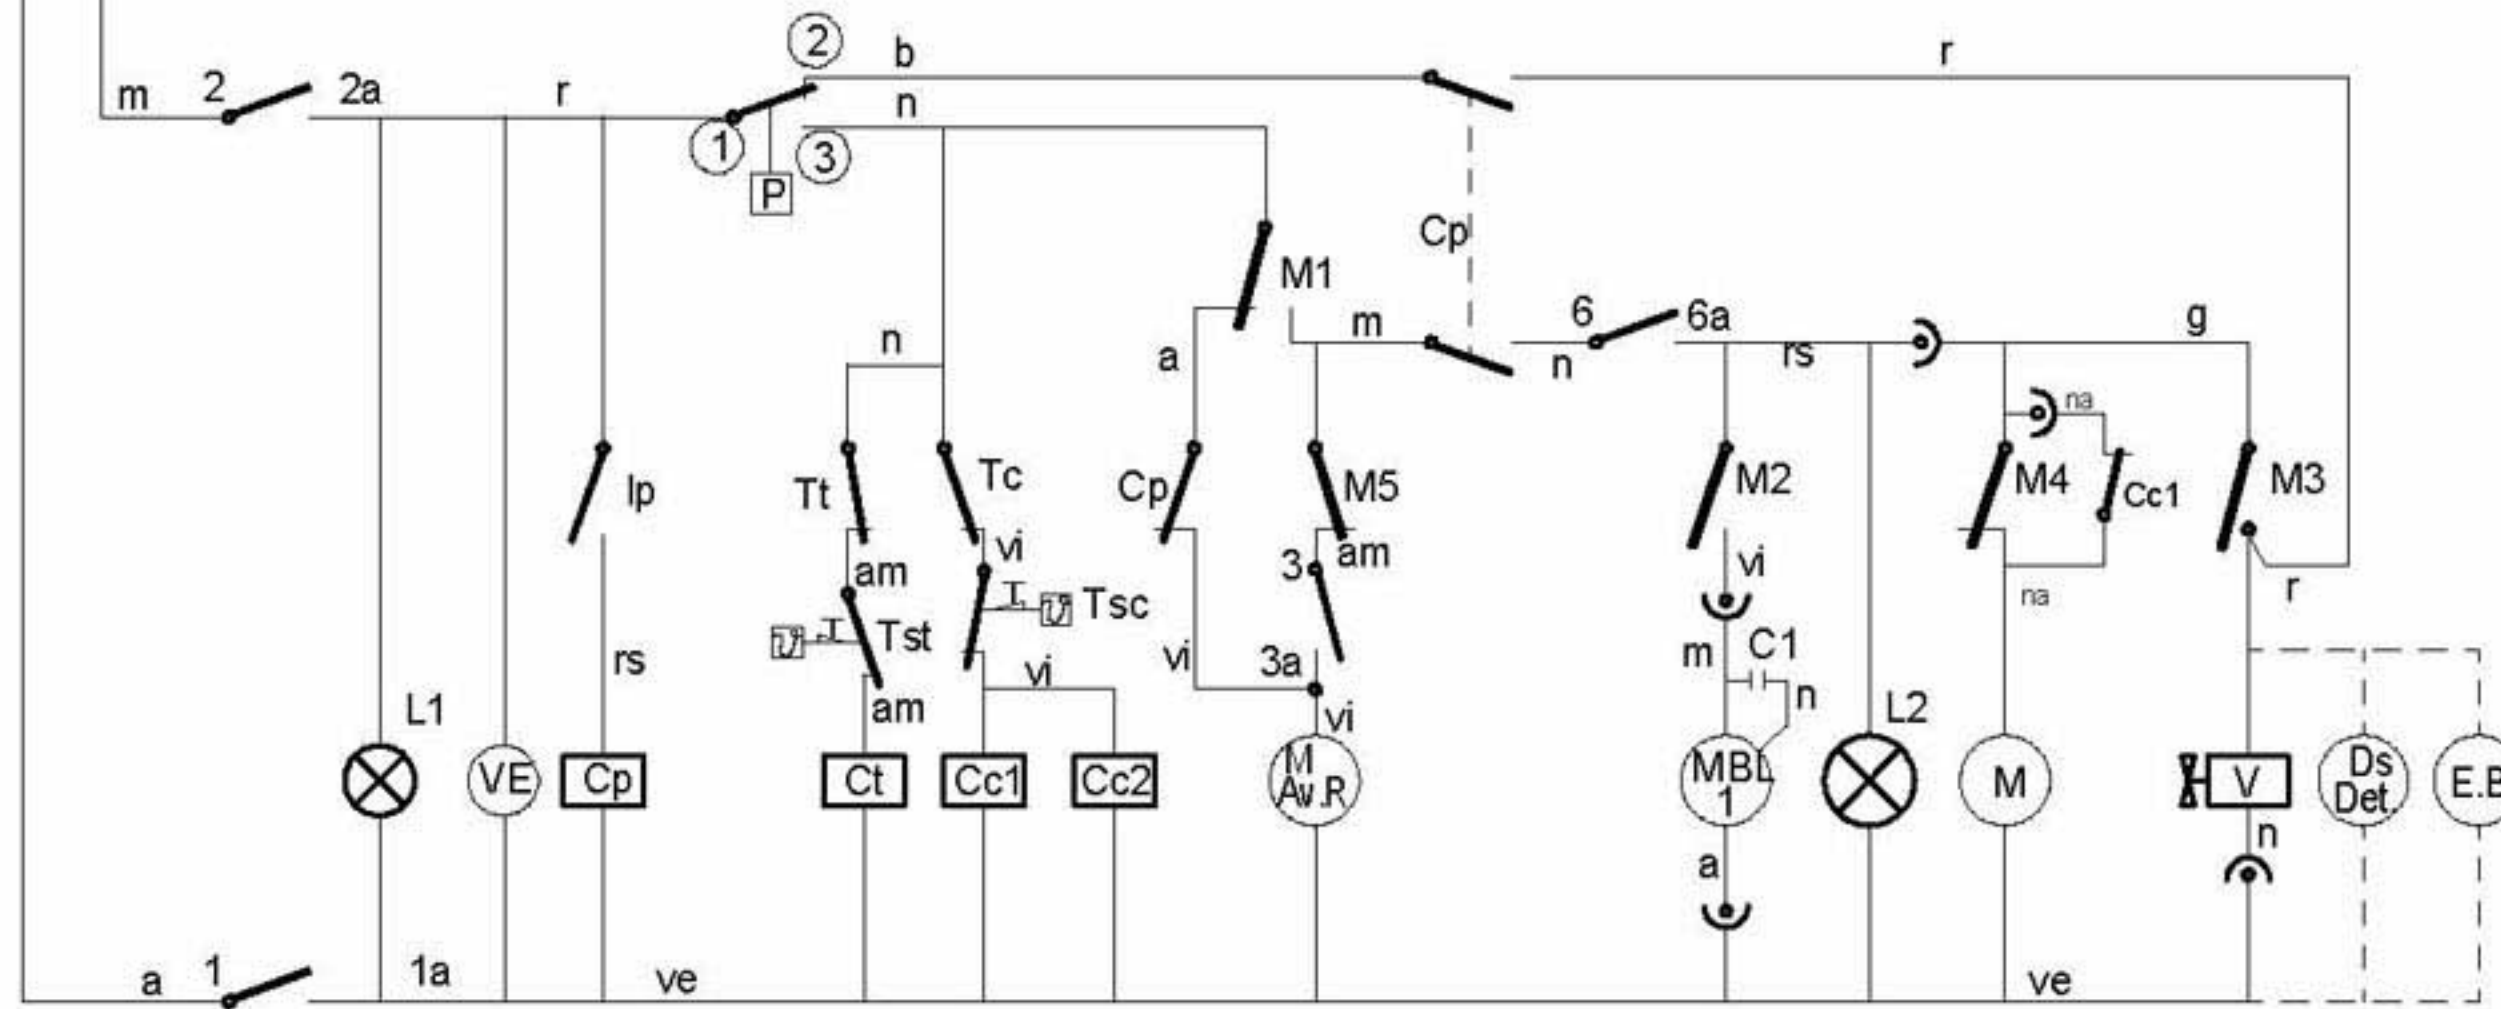 2
b
r
m 2 2a r n
1 3
P
Cp
M1
6 6a g
m
n a n rs
na
Tt Tc Cp M5 M2 M4 Cc1 M3
Ip
vi am
am 3 vi
Tsc na r
Tst
rs vi vi 3a m C1
n
L1 am vi L2
M
VE Cp Ct Cc1 Cc2 Av.R MBL M V Ds
1 Det. E.B
n
a
a 1 1a ve ve